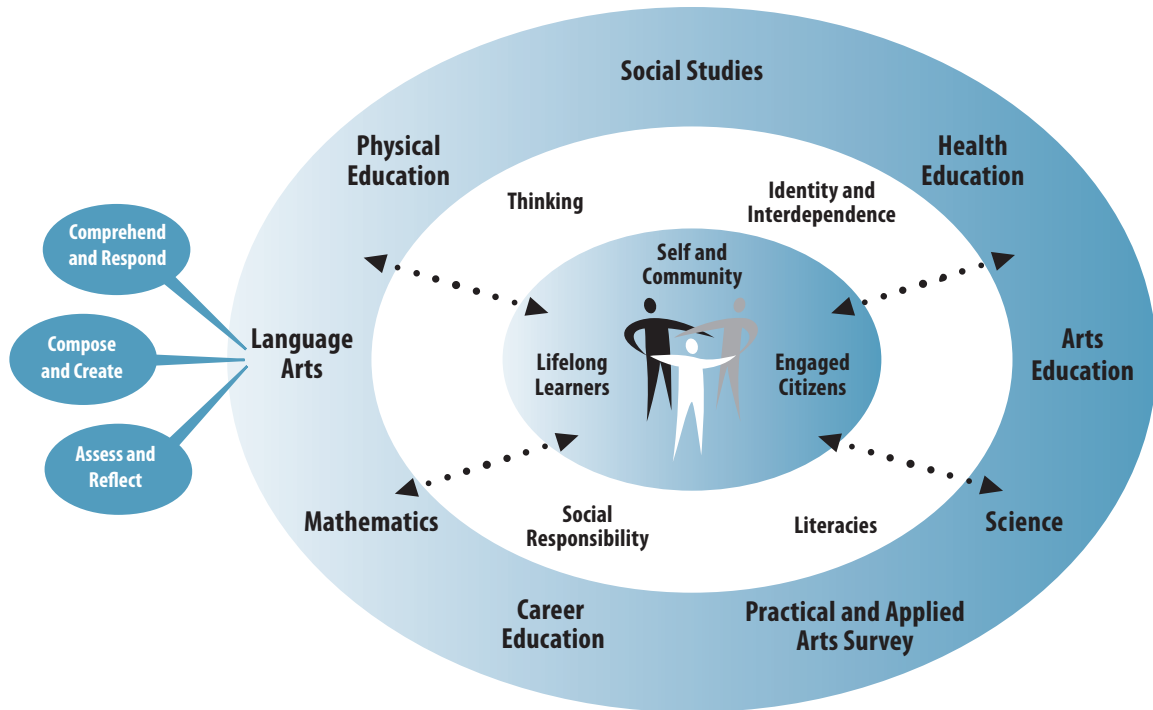 Social Studies
Physical
Education
Health
Education
Thinking
Identity and
Interdependence
Comprehend
and Respond
Self and
Community
Compose
and Create
Language
Arts
Lifelong
Learners
Engaged
Citizens
Arts
Education
Assess and
Reflect
Mathematics
Social
Responsibility
Literacies
Science
Career
Education
Practical and Applied
Arts Survey